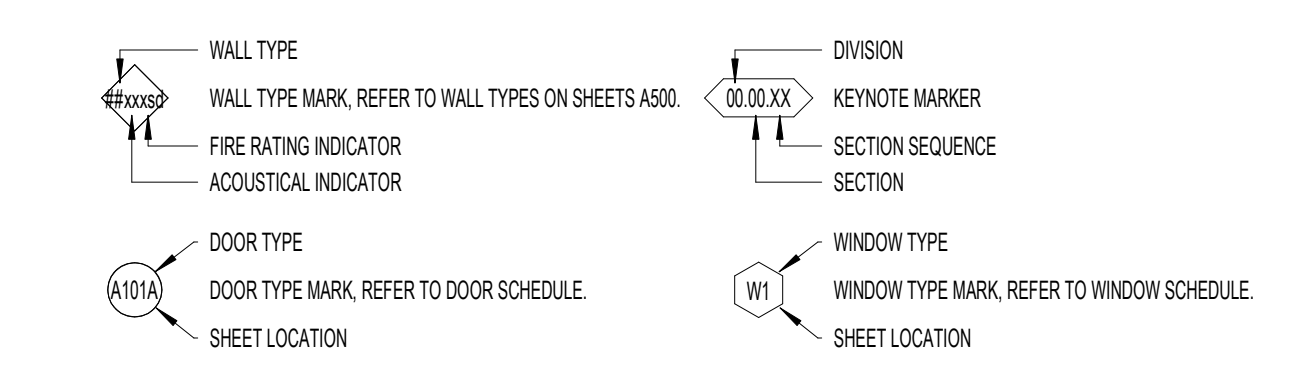 WALL TYPE
##xxxsd
WALL TYPE MARK, REFER TO WALL TYPES ON SHEETS A500.
FIRE RATING INDICATOR
ACOUSTICAL INDICATOR
DIVISION
00.00.XX
KEYNOTE MARKER
SECTION SEQUENCE
SECTION
DOOR TYPE
A101A
DOOR TYPE MARK, REFER TO DOOR SCHEDULE.
SHEET LOCATION
WINDOW TYPE
W1
WINDOW TYPE MARK, REFER TO WINDOW SCHEDULE.
SHEET LOCATION